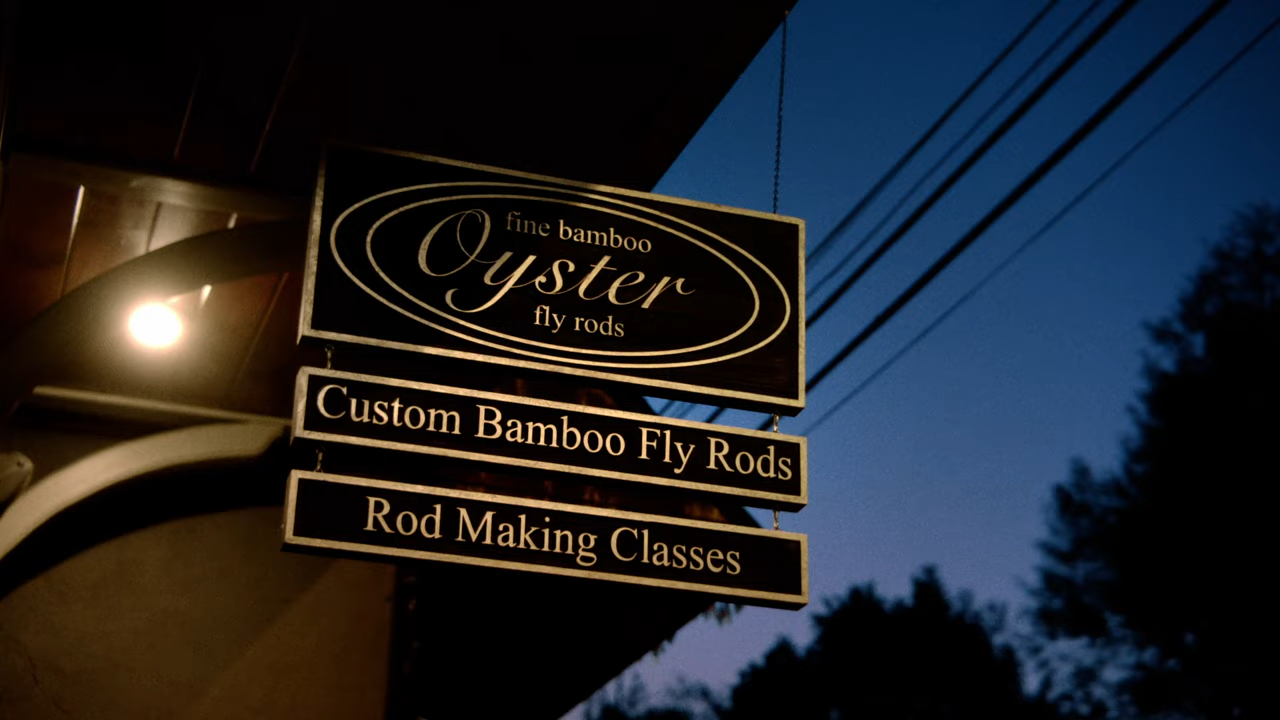 fine bamboo
Oyster
fly rods
Custom Bamboo Fly Rods
Rod Making Classes